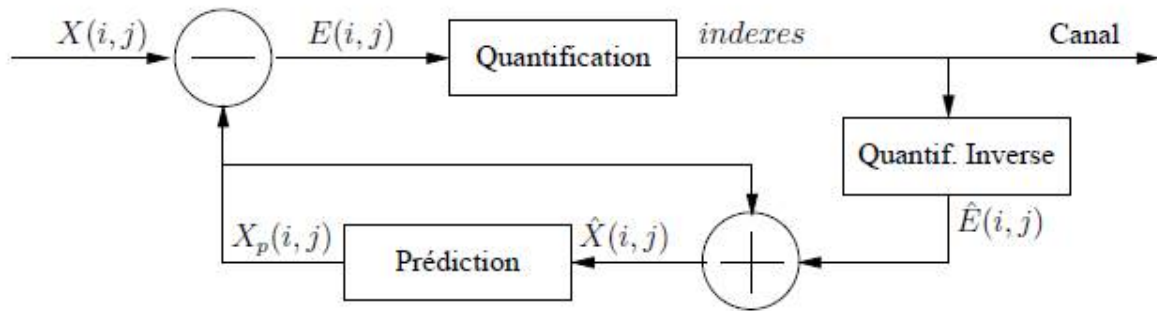 X(i, j)
E(i, j)
Quantification
indexes
Canal
Quantif. Inverse
Ê(i, j)
X̂(i, j)
Prédiction
X_p(i, j)